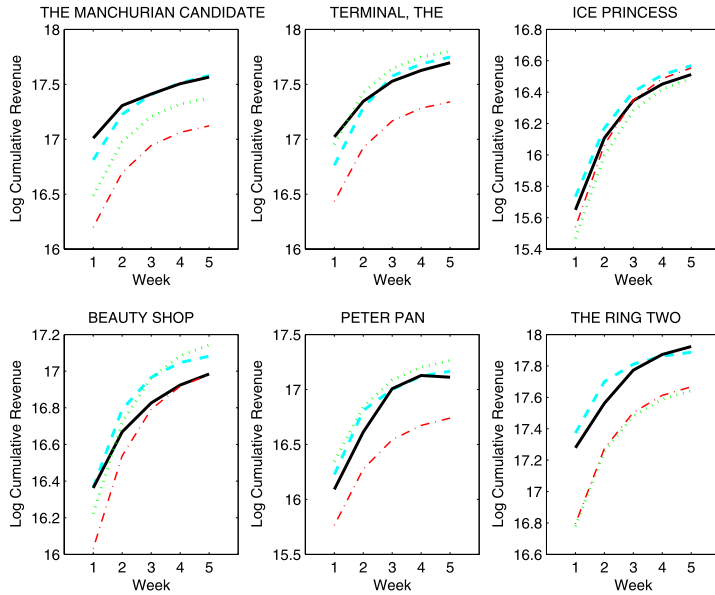 THE MANCHURIAN CANDIDATE
Log Cumulative Revenue
18
17.5
17
16.5
16
1 2 3 4 5
Week
TERMINAL, THE
Log Cumulative Revenue
18
17.5
17
16.5
16
1 2 3 4 5
Week
ICE PRINCESS
Log Cumulative Revenue
16.8
16.6
16.4
16.2
16
15.8
15.6
15.4
1 2 3 4 5
Week
BEAUTY SHOP
Log Cumulative Revenue
17.2
17
16.8
16.6
16.4
16.2
16
1 2 3 4 5
Week
PETER PAN
Log Cumulative Revenue
17.5
17
16.5
16
15.5
1 2 3 4 5
Week
THE RING TWO
Log Cumulative Revenue
18
17.8
17.6
17.4
17.2
17
16.8
16.6
1 2 3 4 5
Week